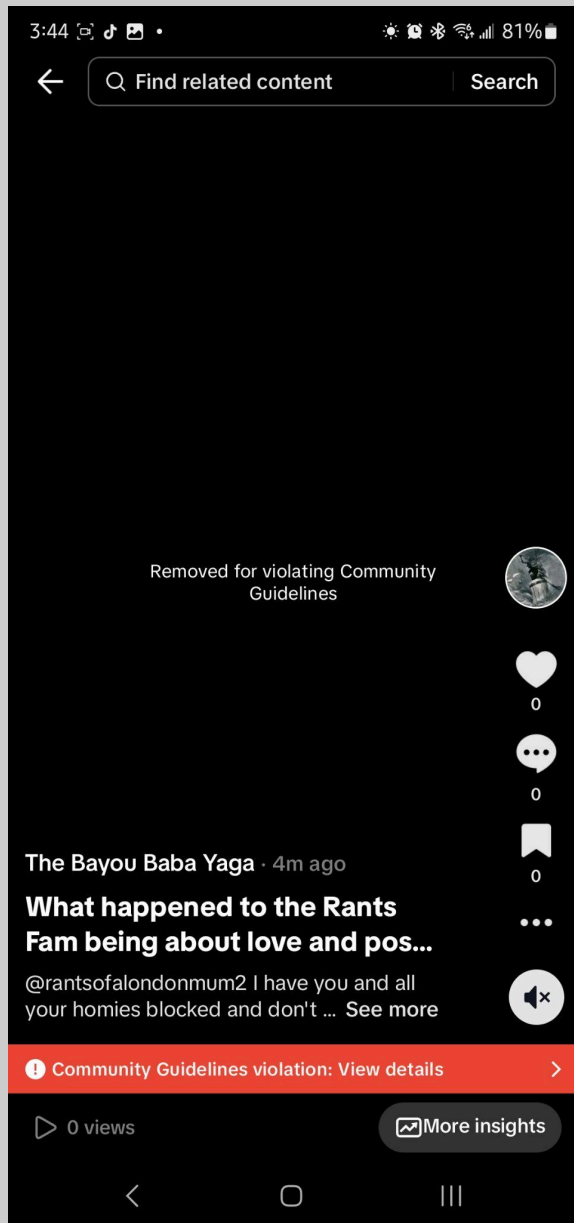 3:44
81%
Find related content
Search
Removed for violating Community
Guidelines
0
0
0
The Bayou Baba Yaga · 4m ago
What happened to the Rants
Fam being about love and pos...
@rantsofalondonmum2 I have you and all
your homies blocked and don't ... See more
Community Guidelines violation: View details
0 views
More insights